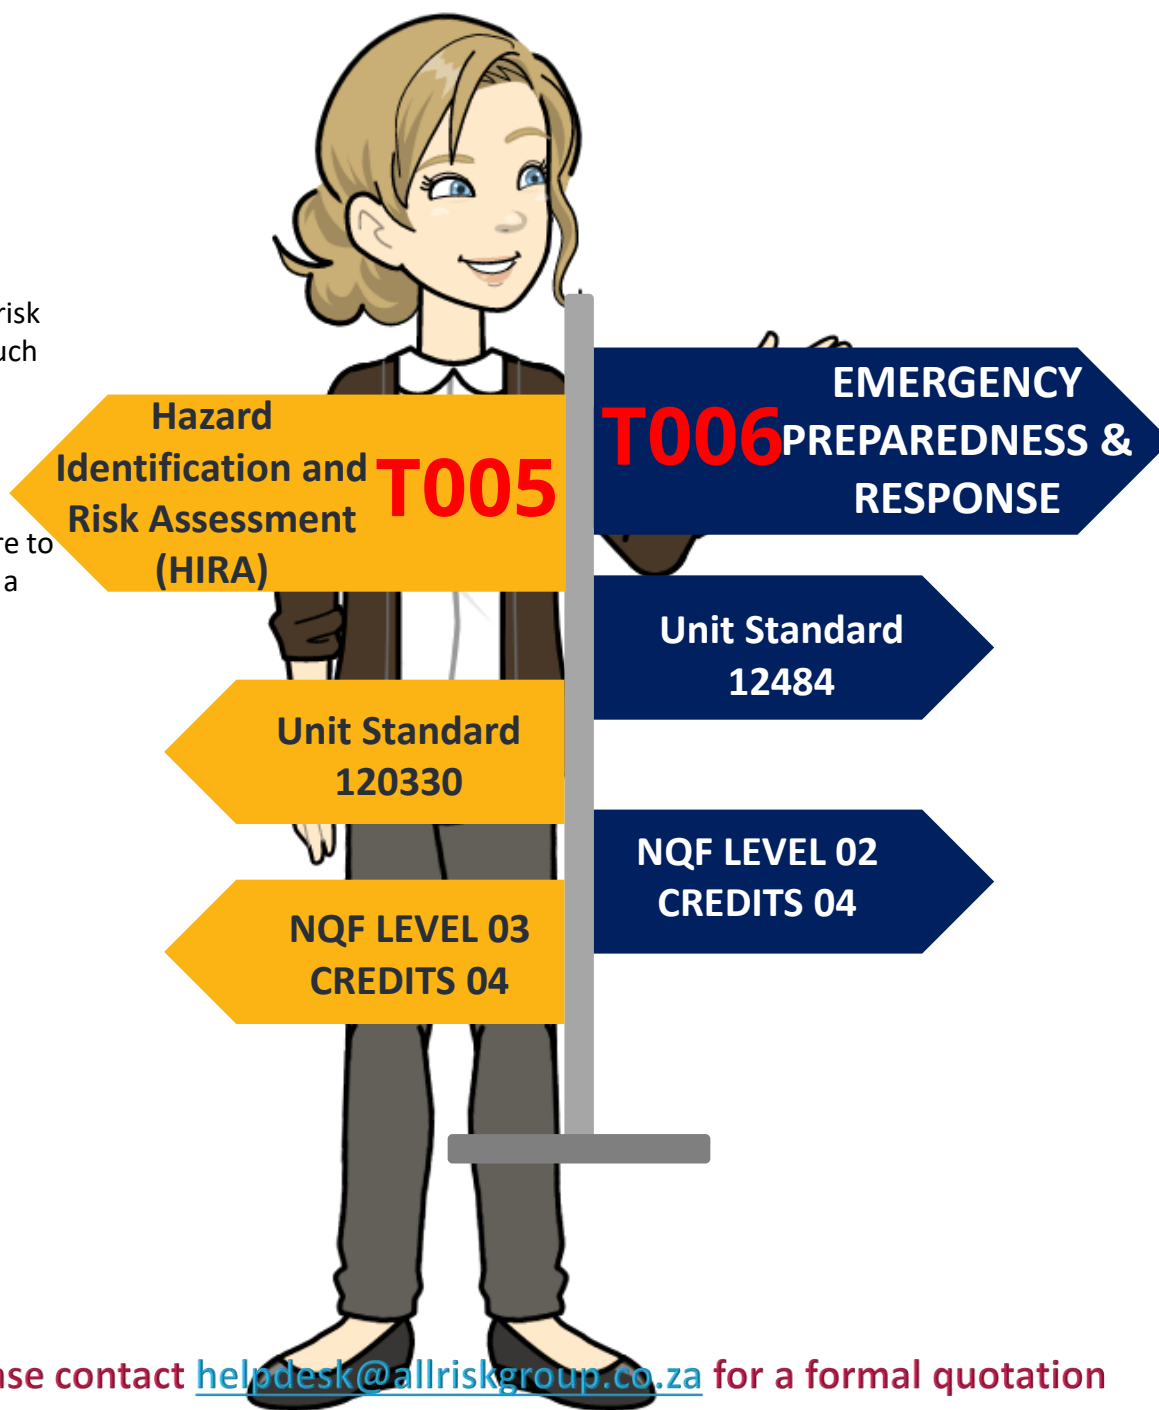 risk
uch
re to
a
Hazard
Identification and
Risk Assessment
(HIRA)
T005
T006
EMERGENCY
PREPAREDNESS &
RESPONSE
Unit Standard
12484
Unit Standard
120330
NQF LEVEL 02
CREDITS 04
NQF LEVEL 03
CREDITS 04
ase contact helpdesk@allriskgroup.co.za for a formal quotation